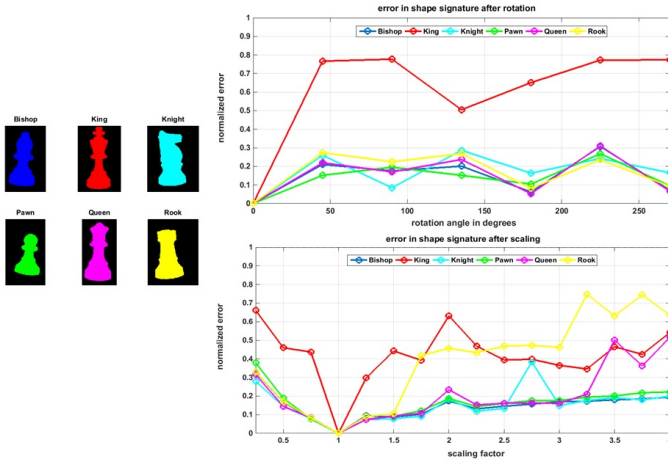 Bishop King Knight
Pawn Queen Rook
error in shape signature after rotation
Bishop King Knight Pawn Queen Rook
normalized error
1
0.9
0.8
0.7
0.6
0.5
0.4
0.3
0.2
0.1
0
0 50 100 150 200 250
rotation angle in degrees
error in shape signature after scaling
Bishop King Knight Pawn Queen Rook
normalized error
1
0.9
0.8
0.7
0.6
0.5
0.4
0.3
0.2
0.1
0
0.5 1 1.5 2 2.5 3 3.5
scaling factor